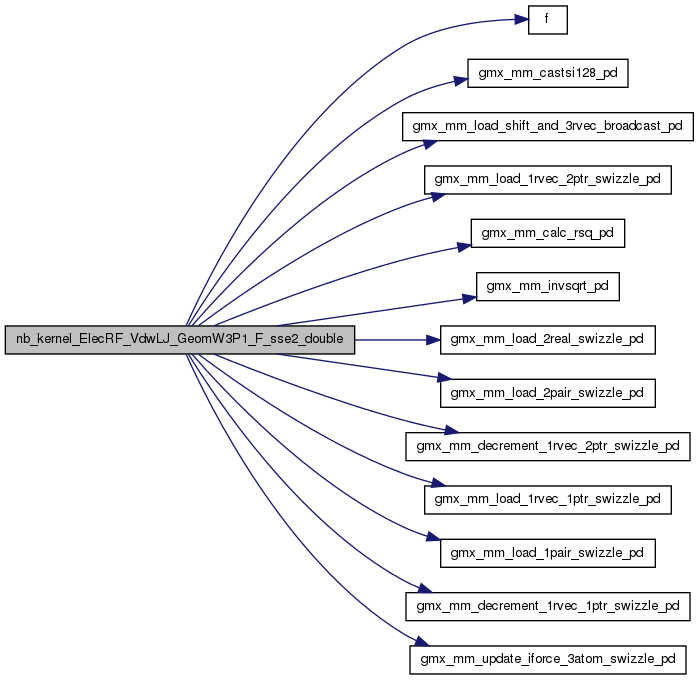 f
gmx_mm_castsi128_pd
gmx_mm_load_shift_and_3rvec_broadcast_pd
gmx_mm_load_1rvec_2ptr_swizzle_pd
gmx_mm_calc_rsq_pd
gmx_mm_invsqrt_pd
nb_kernel_ElecRF_VdwLJ_GeomW3P1_F_sse2_double
gmx_mm_load_2real_swizzle_pd
gmx_mm_load_2pair_swizzle_pd
gmx_mm_decrement_1rvec_2ptr_swizzle_pd
gmx_mm_load_1rvec_1ptr_swizzle_pd
gmx_mm_load_1pair_swizzle_pd
gmx_mm_decrement_1rvec_1ptr_swizzle_pd
gmx_mm_update_iforce_3atom_swizzle_pd